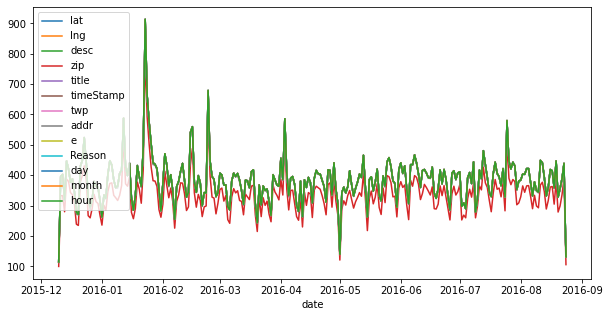 900
800
700
600
500
400
300
200
100
lat
lng
desc
zip
title
timeStamp
twp
addr
e
Reason
day
month
hour
2015-12 2016-01 2016-02 2016-03 2016-04 2016-05 2016-06 2016-07 2016-08 2016-09
date